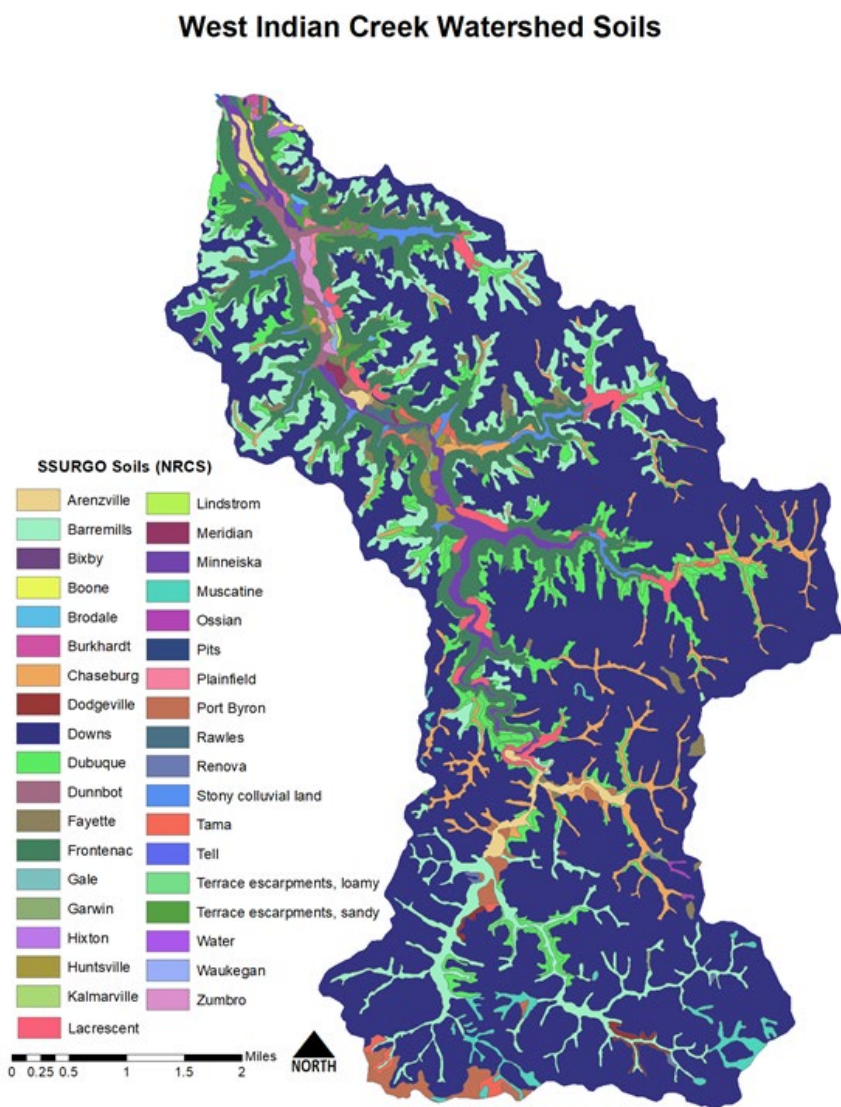 West Indian Creek Watershed Soils
SSURGO Soils (NRCS)
Arenzville
Barremills
Bixby
Boone
Brodale
Burkhardt
Chaseburg
Dodgeville
Downs
Dubuque
Dunnbot
Fayette
Frontenac
Gale
Garwin
Hixton
Huntsville
Kalmarville
Lacrescent
Lindstrom
Meridian
Minneiska
Muscatine
Ossian
Pits
Plainfield
Port Byron
Rawles
Renova
Stony colluvial land
Tama
Tell
Terrace escarpments, loamy
Terrace escarpments, sandy
Water
Waukegan
Zumbro
Miles
0 0.25 0.5 1 1.5 2
NORTH